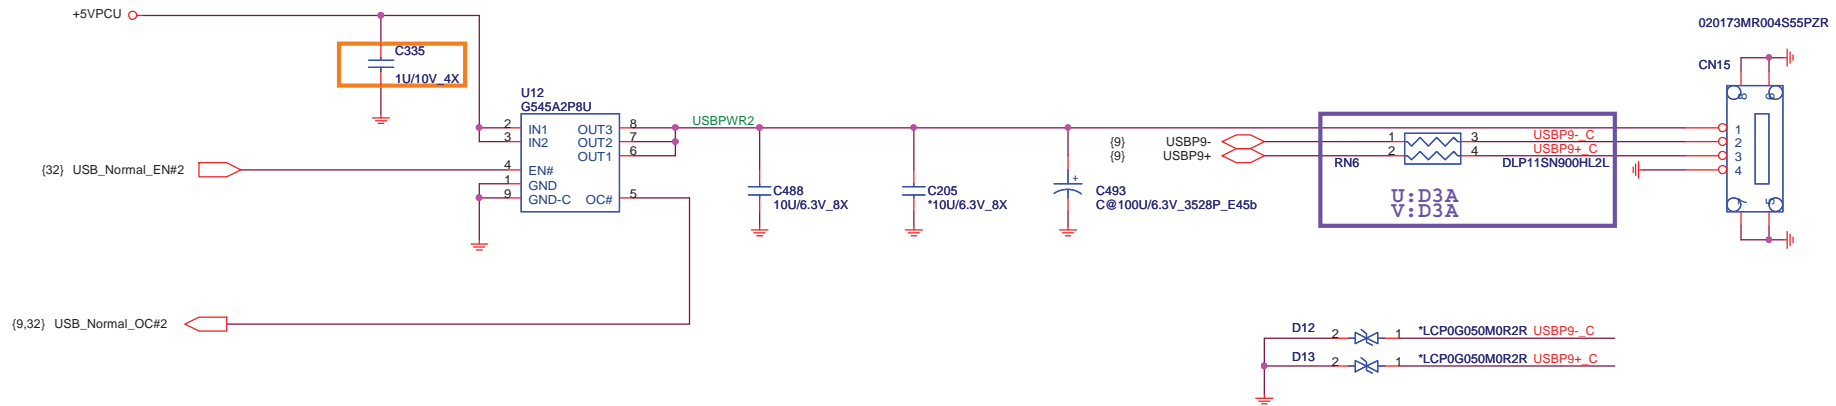 +5VPCU
020173MR004S55PZR
C335
1U/10V_4X
CN15
U12
G545A2P8U
8
6
2 IN1 OUT3 8
3 IN2 OUT2 7
OUT1 6
USBPWR2
{9} USBP9-
{9} USBP9+
1 3 USBP9-_C
2 4 USBP9+_C
RN6 DLP11SN900HL2L
1
2
3
4
{32} USB_Normal_EN#2
4 EN#
1 GND
9 GND-C OC# 5
C488
10U/6.3V_8X
C205
*10U/6.3V_8X
+
C493
C@100U/6.3V_3528P_E45b
U:D3A
V:D3A
7
5
{9,32} USB_Normal_OC#2
D12 2 1 *LCP0G050M0R2R USBP9-_C
D13 2 1 *LCP0G050M0R2R USBP9+_C